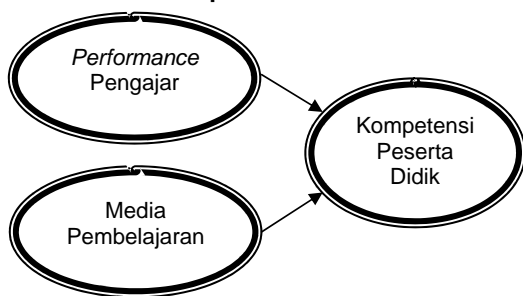 Performance
Pengajar
Kompetensi
Peserta
Didik
Media
Pembelajaran